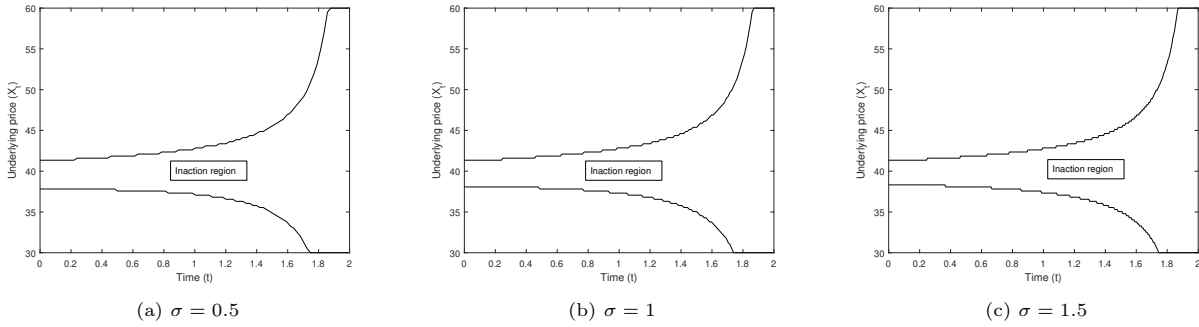 60
55
50
45
40
35
30
Underlying price (X_t)
Inaction region
0 0.2 0.4 0.6 0.8 1 1.2 1.4 1.6 1.8 2
Time (t)
(a) σ = 0.5
60
55
50
45
40
35
30
Underlying price (X_t)
Inaction region
0 0.2 0.4 0.6 0.8 1 1.2 1.4 1.6 1.8 2
Time (t)
(b) σ = 1
60
55
50
45
40
35
30
Underlying price (X_t)
Inaction region
0 0.2 0.4 0.6 0.8 1 1.2 1.4 1.6 1.8 2
Time (t)
(c) σ = 1.5